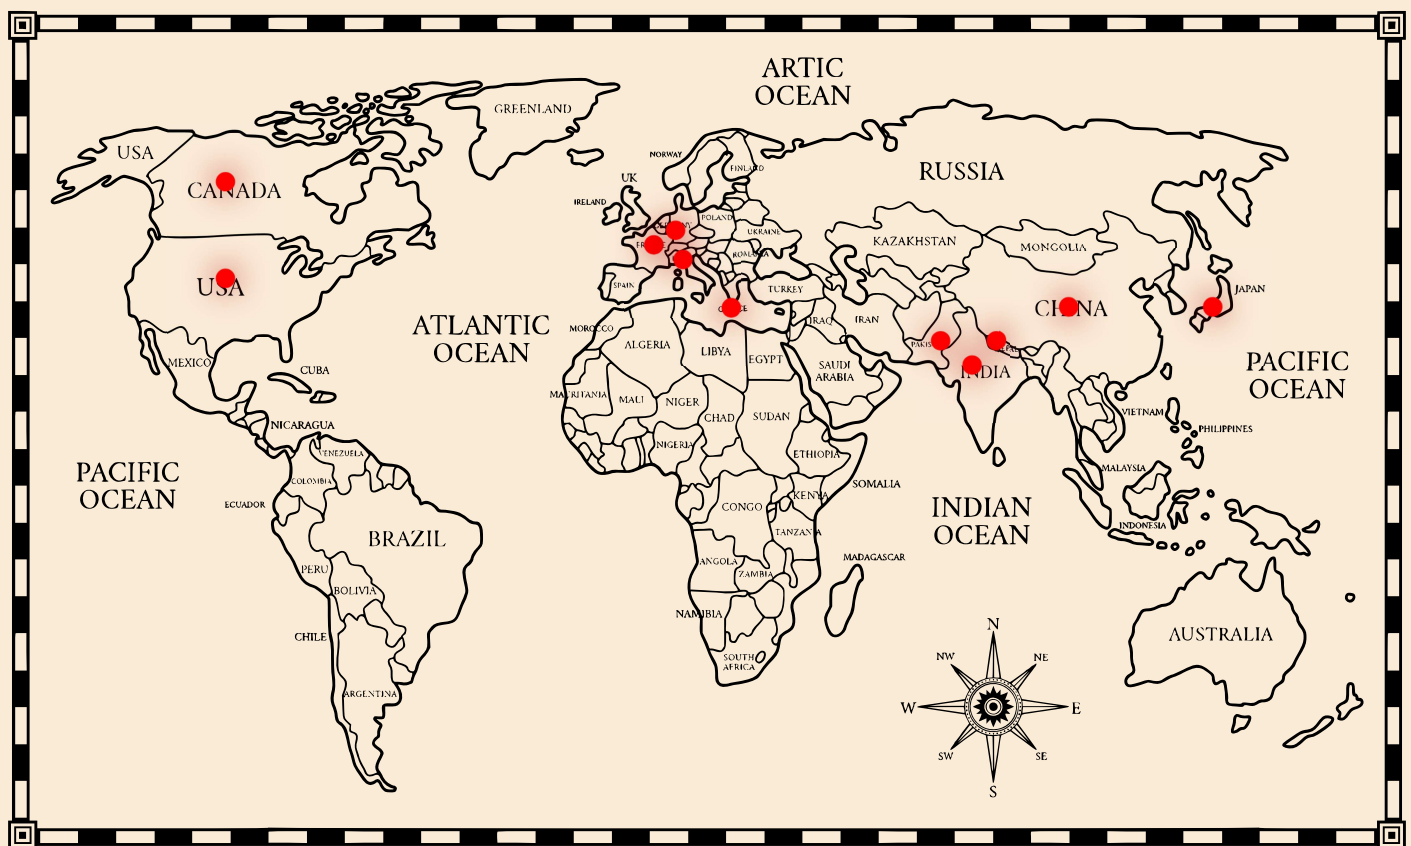 ARTIC
OCEAN
GREENLAND
USA
NORWAY
FINLAND
RUSSIA
UK
CANADA
IRELAND
POLAND
UKRAINE
KAZAKHSTAN
MONGOLIA
ROMANIA
USA
SPAIN
TURKEY
JAPAN
CHINA
ATLANTIC
OCEAN
MOROCCO
IRAQ
IRAN
ALGERIA
LIBYA
EGYPT
PACIFIC
OCEAN
MEXICO
CUBA
SAUDI
ARABIA
INDIA
MAURITANIA
MALI
NIGER
CHAD
SUDAN
VIETNAM
PHILIPPINES
NICARAGUA
NIGERIA
ETHIOPIA
VENEZUELA
PACIFIC
OCEAN
COLOMBIA
MALAYSIA
SOMALIA
ECUADOR
KENYA
CONGO
INDIAN
OCEAN
INDONESIA
BRAZIL
TANZANIA
PERU
ANGOLA
ZAMBIA
MADAGASCAR
BOLIVIA
NAMIBIA
CHILE
AUSTRALIA
SOUTH
AFRICA
ARGENTINA
N
NW
NE
W
E
SW
SE
S